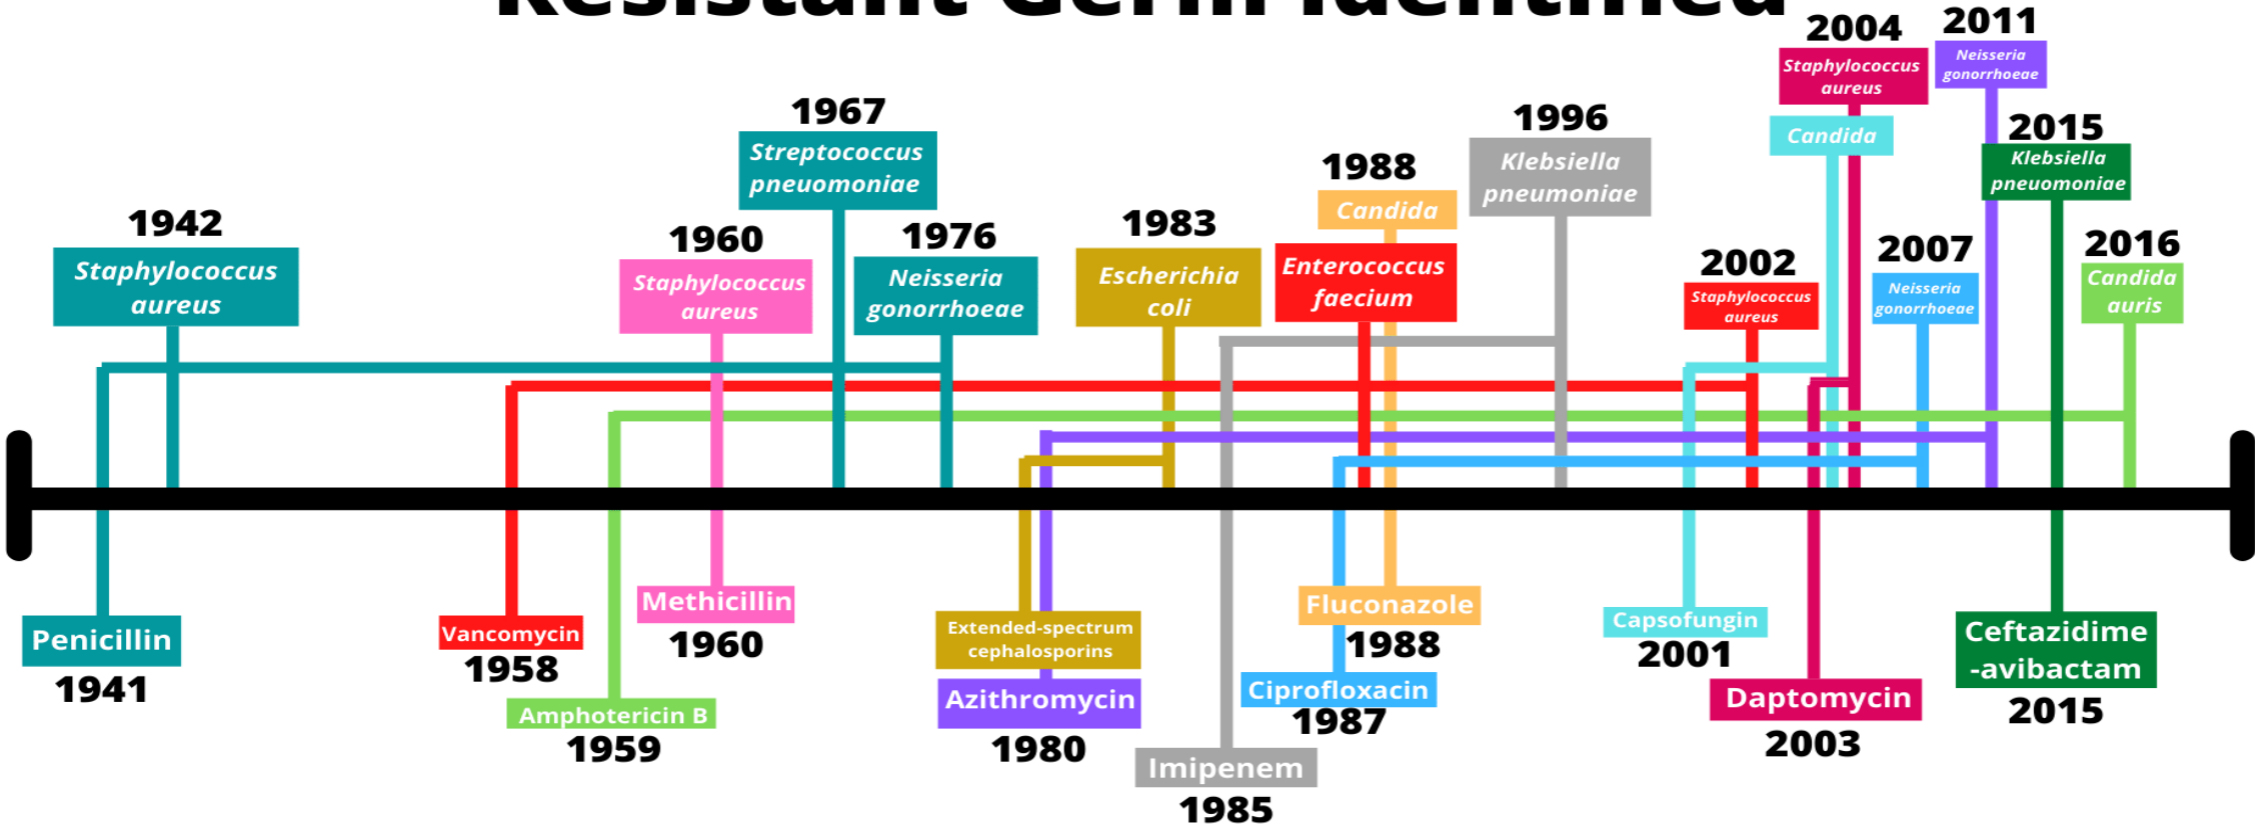 Resistant Germ Identified
2004
2011
Staphylococcus
aureus
Neisseria
gonorrhoeae
1967
Streptococcus
pneuomoniae
1996
Klebsiella
pneumoniae
Candida
2015
Klebsiella
pneuomoniae
1942
Staphylococcus
aureus
1960
Staphylococcus
aureus
1976
Neisseria
gonorrhoeae
1983
Escherichia
coli
1988
Candida
Enterococcus
faecium
2002
Staphylococcus
aureus
2007
Neisseria
gonorrhoeae
2016
Candida
auris
Penicillin
1941
Vancomycin
1958
Amphotericin B
1959
Methicillin
1960
Extended-spectrum
cephalosporins
Azithromycin
1980
Imipenem
1985
Fluconazole
1988
Ciprofloxacin
1987
Capsofungin
2001
Daptomycin
2003
Ceftazidime
-avibactam
2015